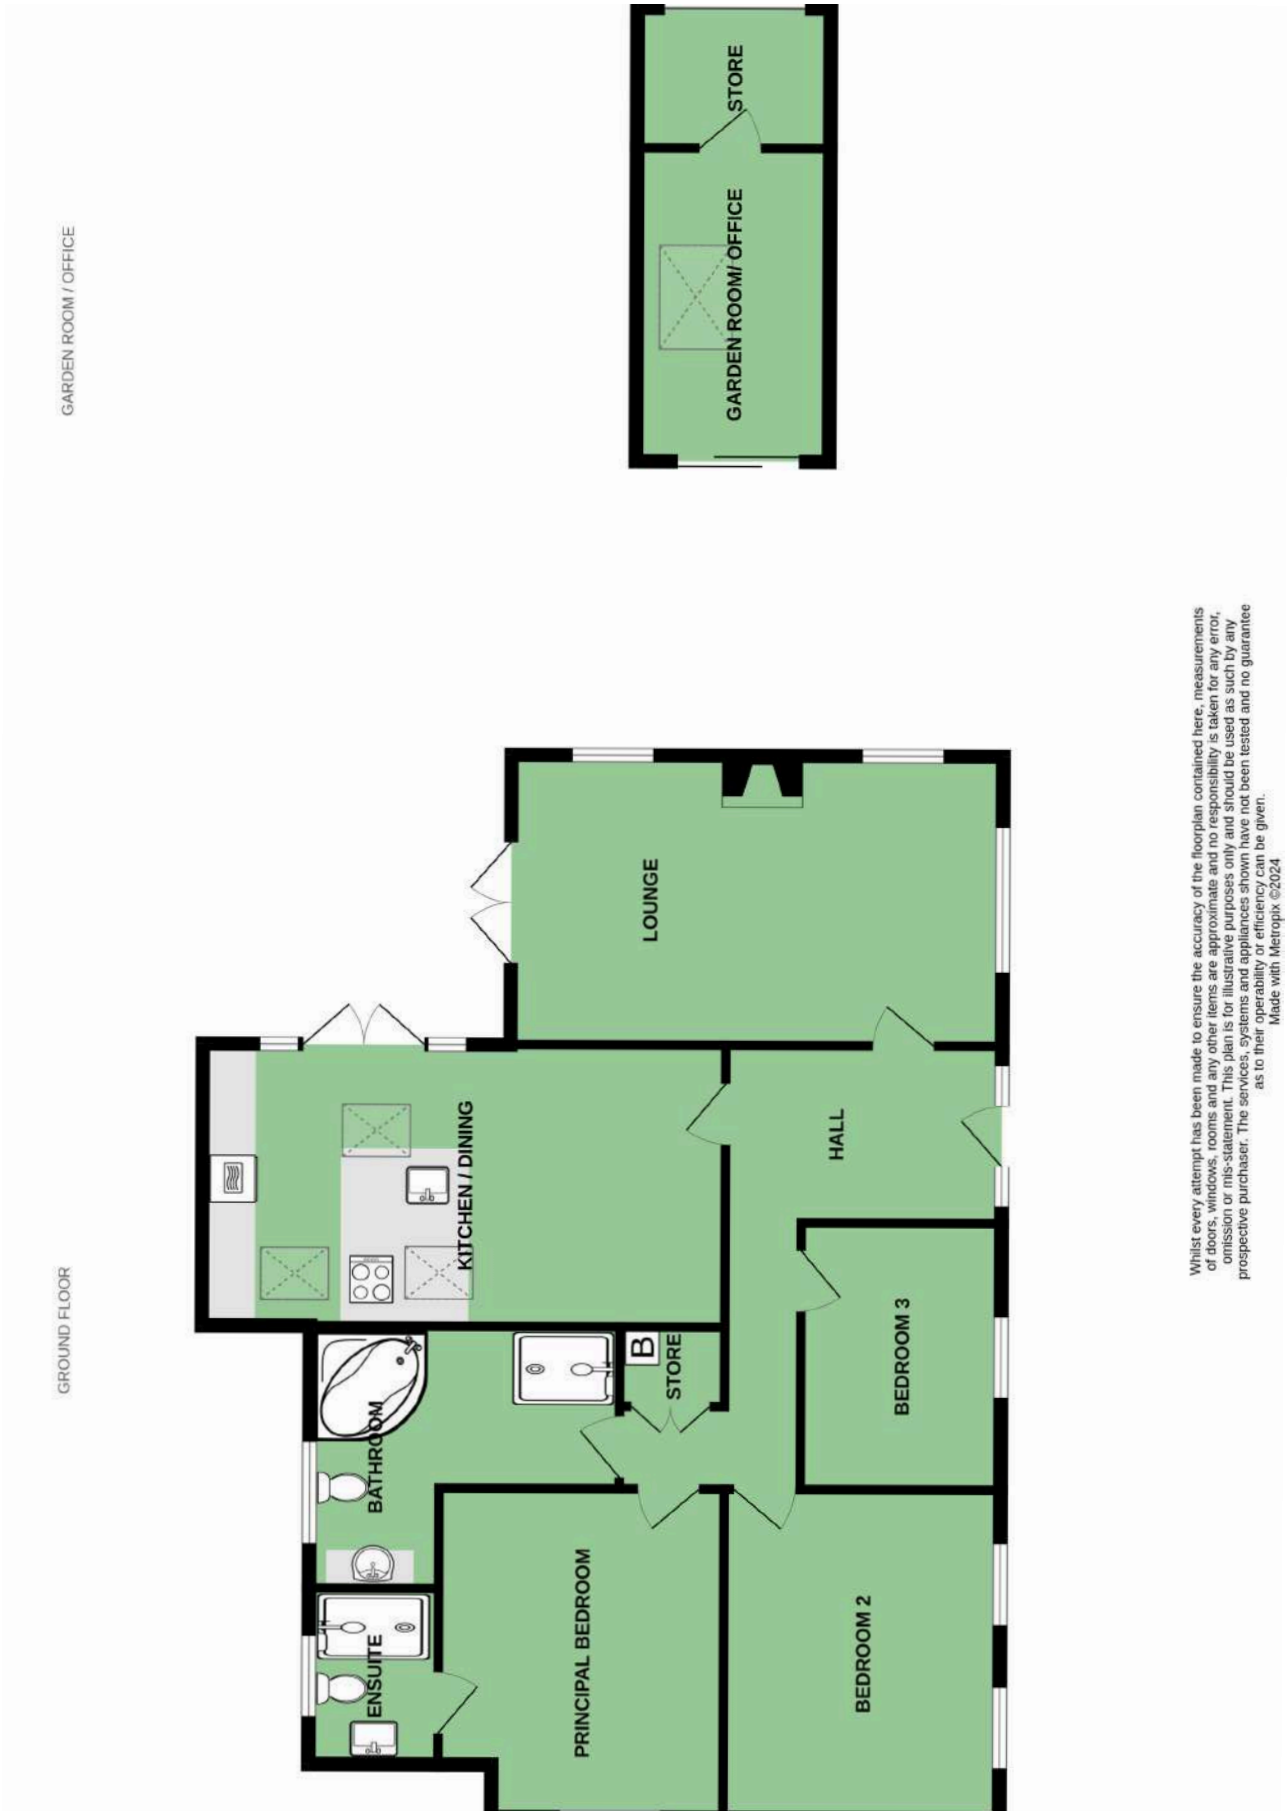 GROUND FLOOR
GARDEN ROOM / OFFICE
ENSUITE
BATHROOM
KITCHEN / DINING
PRINCIPAL BEDROOM
B
STORE
LOUNGE
GARDEN ROOM/ OFFICE
STORE
HALL
BEDROOM 2
BEDROOM 3
Whilst every attempt has been made to ensure the accuracy of the floorplan contained here, measurements
of doors, windows, rooms and any other items are approximate and no responsibility is taken for any error,
omission or mis-statement. This plan is for illustrative purposes only and should be used as such by any
prospective purchaser. The services, systems and appliances shown have not been tested and no guarantee
as to their operability or efficiency can be given.
Made with Metropix ©2024